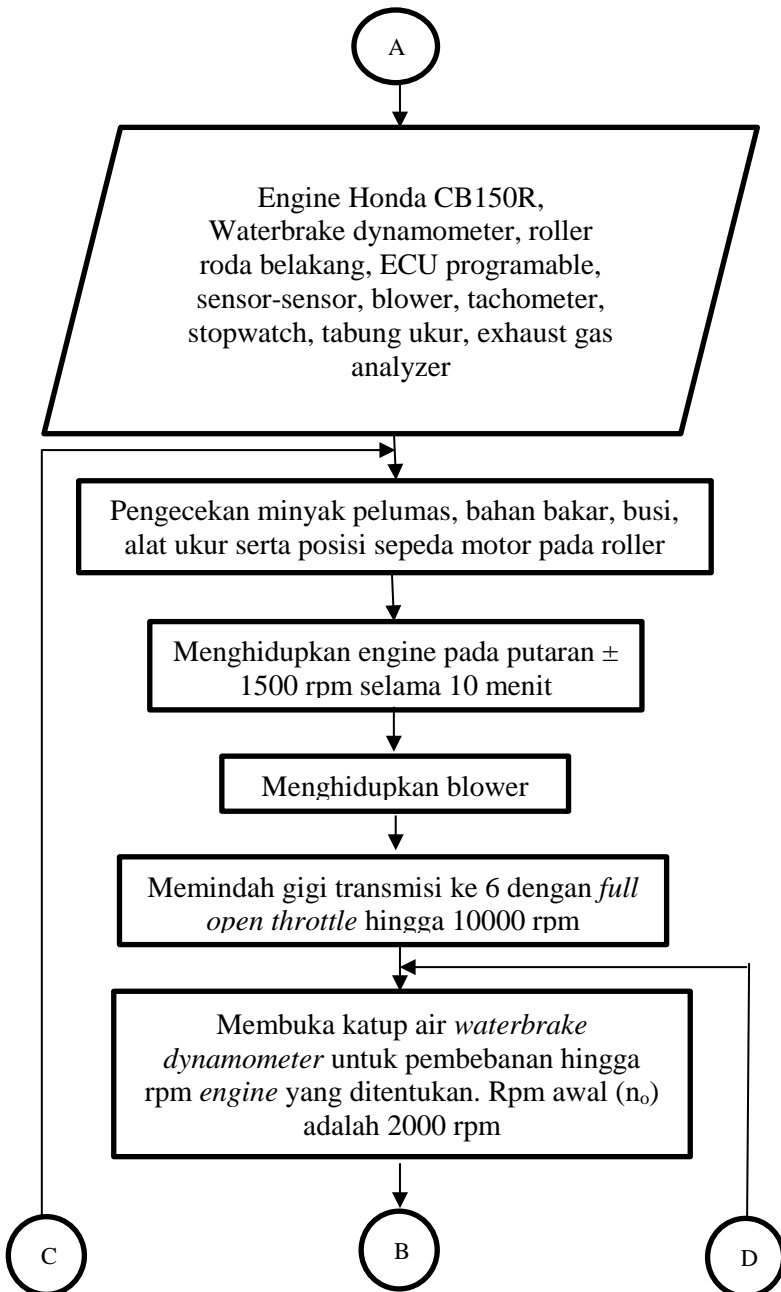 A
Engine Honda CB150R,
Waterbrake dynamometer, roller
roda belakang, ECU programable,
sensor-sensor, blower, tachometer,
stopwatch, tabung ukur, exhaust gas
analyzer
Pengecekan minyak pelumas, bahan bakar, busi,
alat ukur serta posisi sepeda motor pada roller
Menghidupkan engine pada putaran ±
1500 rpm selama 10 menit
Menghidupkan blower
Memindah gigi transmisi ke 6 dengan full
open throttle hingga 10000 rpm
Membuka katup air waterbrake
dynamometer untuk pembebanan hingga
rpm engine yang ditentukan. Rpm awal (nₒ)
adalah 2000 rpm
C
B
D